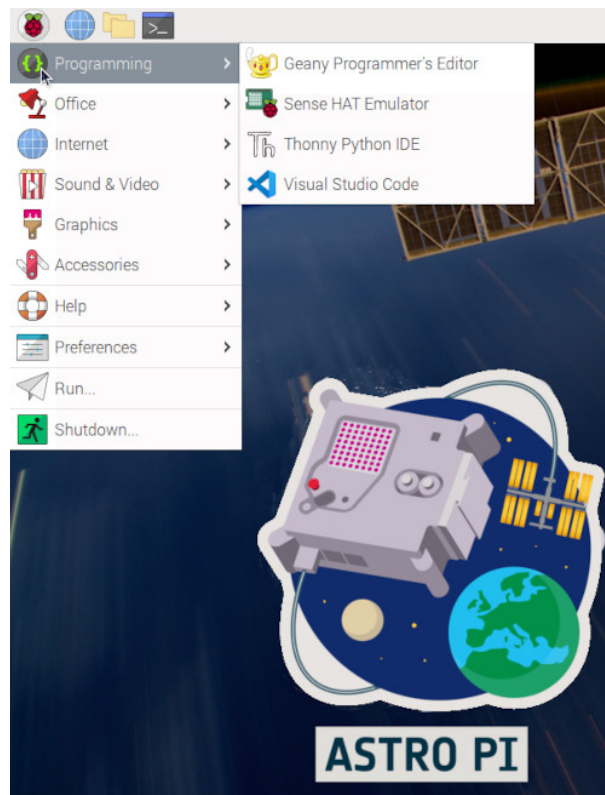 Programming
Geany Programmer's Editor
Office
Sense HAT Emulator
Internet
Th Thonny Python IDE
Sound & Video
Visual Studio Code
Graphics
Accessories
Help
Preferences
Run...
Shutdown...
ASTRO PI